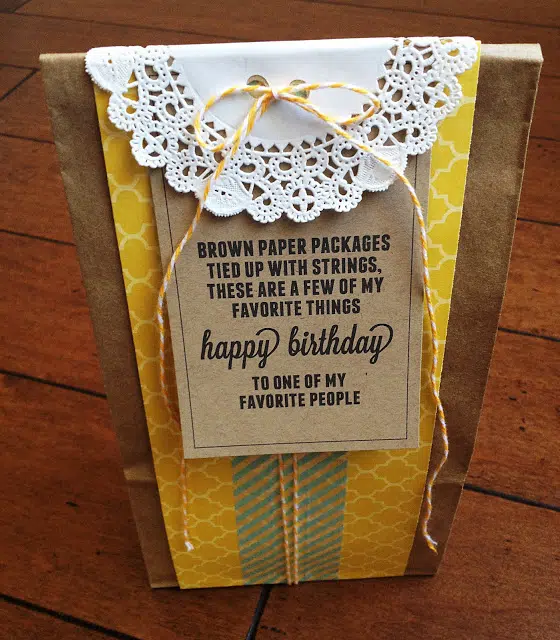 BROWN PAPER PACKAGES
TIED UP WITH STRINGS,
THESE ARE A FEW OF MY
FAVORITE THINGS
happy birthday
TO ONE OF MY
FAVORITE PEOPLE